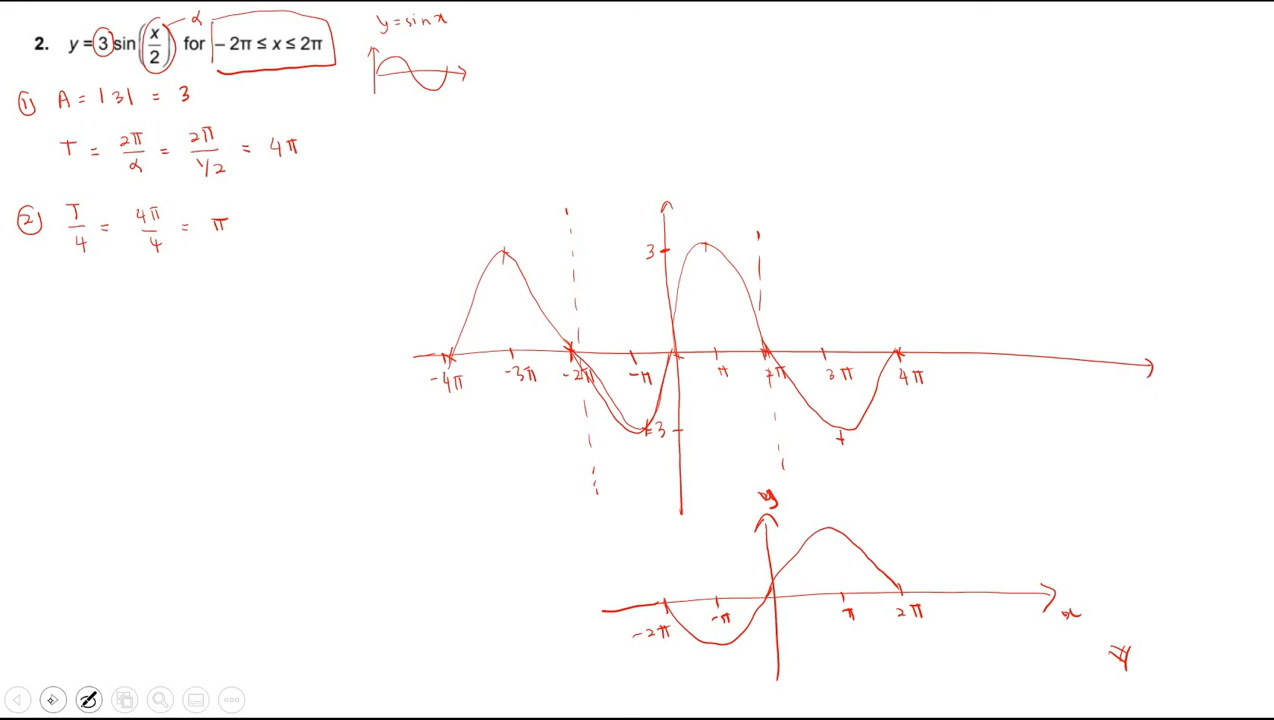 2. y = 3 sin(x/2) for – 2π ≤ x ≤ 2π
α
y = sin x
① A = |3| = 3
T = 2π/α = 2π/1/2 = 4π
② T/4 = 4π/4 = π
3
-4π -3π -2π -π π 2π 3π 4π
-3
y
-2π -π π 2π
x